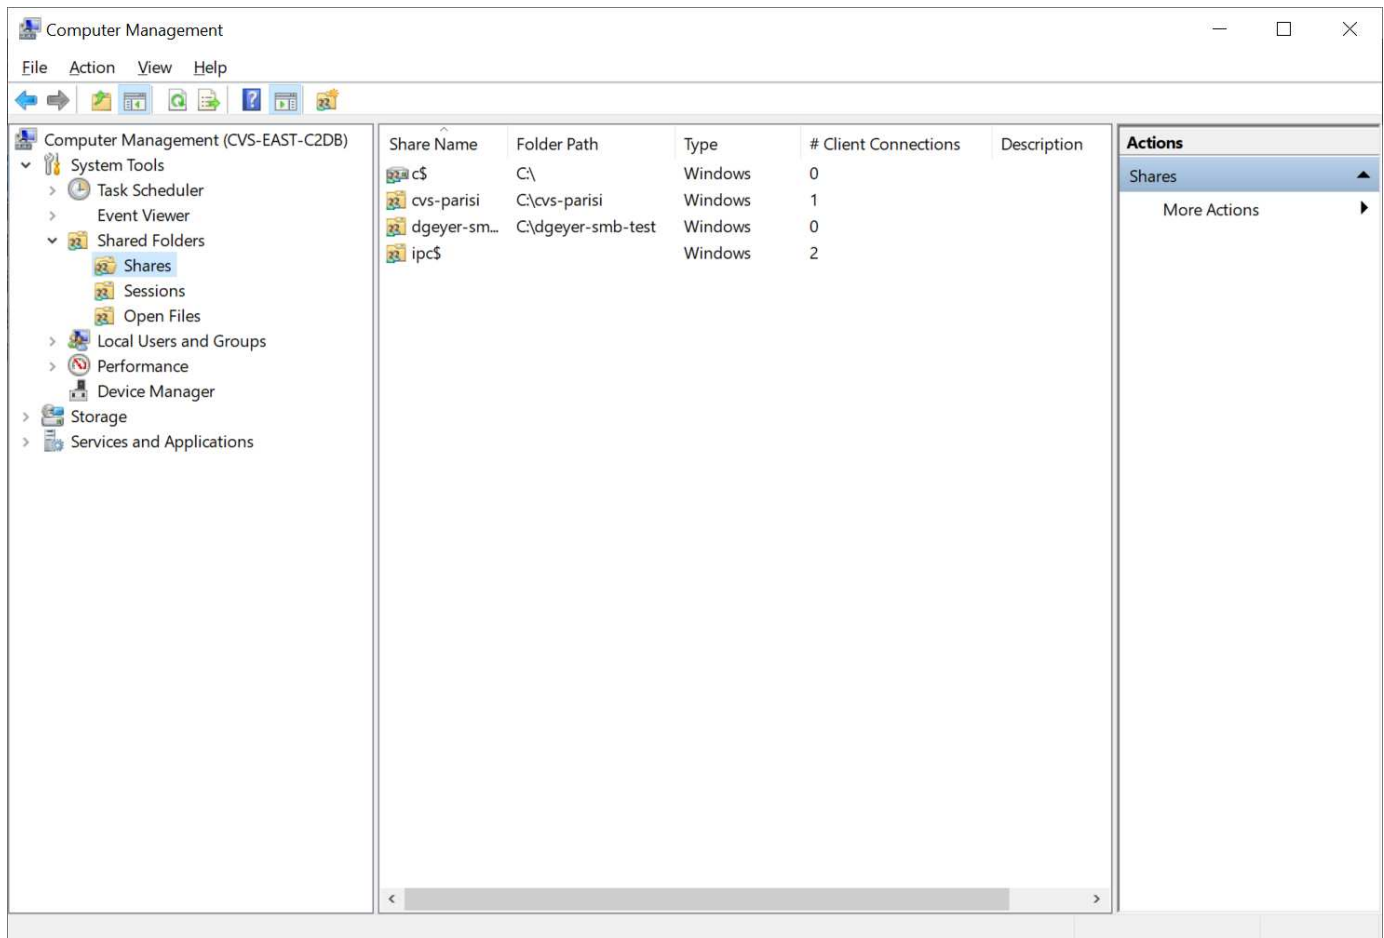 Computer Management
File Action View Help
Computer Management (CVS-EAST-C2DB)
System Tools
Task Scheduler
Event Viewer
Shared Folders
Shares
Sessions
Open Files
Local Users and Groups
Performance
Device Manager
Storage
Services and Applications
Share Name Folder Path Type # Client Connections Description
c$ C:\ Windows 0
cvs-parisi C:\cvs-parisi Windows 1
dgeyer-sm... C:\dgeyer-smb-test Windows 0
ipc$ Windows 2
Actions
Shares
More Actions